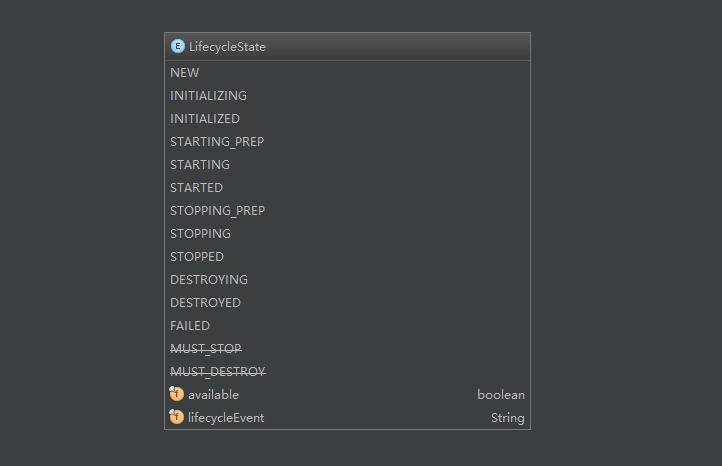 E LifecycleState
NEW
INITIALIZING
INITIALIZED
STARTING_PREP
STARTING
STARTED
STOPPING_PREP
STOPPING
STOPPED
DESTROYING
DESTROYED
FAILED
MUST_STOP
MUST_DESTROY
f available boolean
f lifecycleEvent String